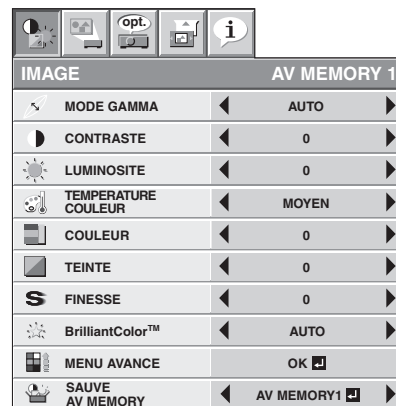 opt.
i
IMAGE AV MEMORY 1
MODE GAMMA AUTO
CONTRASTE 0
LUMINOSITE 0
TEMPERATURE
COULEUR MOYEN
COULEUR 0
TEINTE 0
FINESSE 0
BrilliantColor™ AUTO
MENU AVANCE OK
SAUVE
AV MEMORY AV MEMORY1